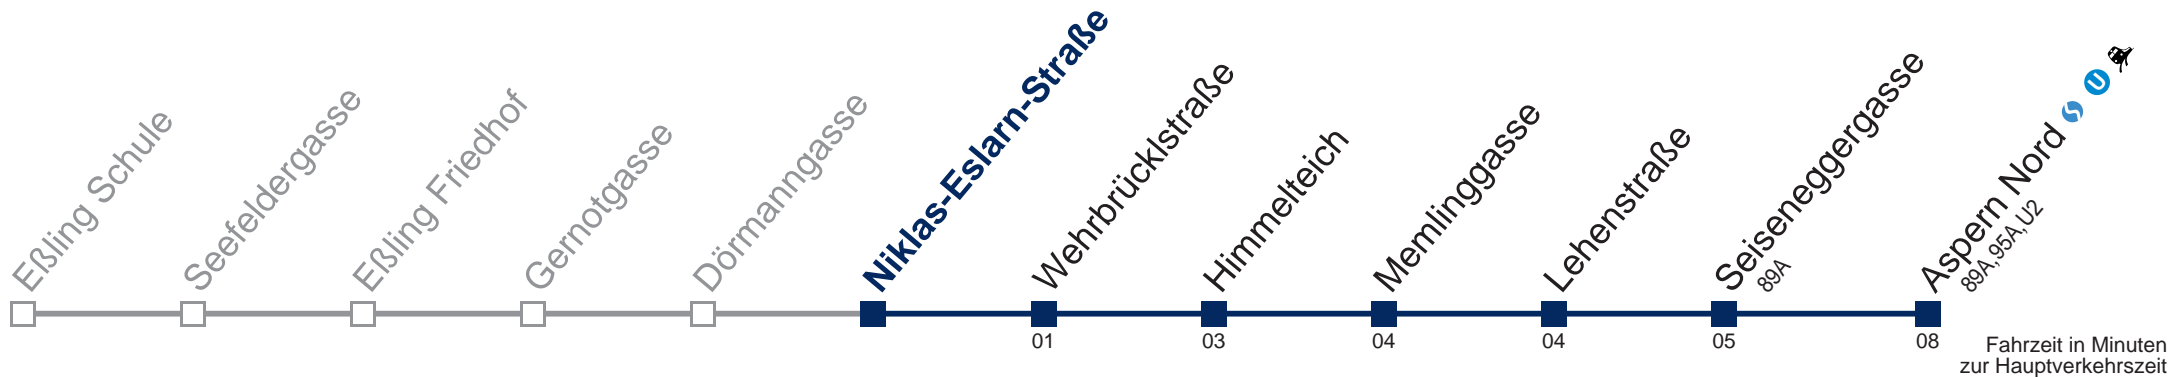 Eßling Schule
Seefeldergasse
Eßling Friedhof
Gernotgasse
Dörmanngasse
Niklas-Eslarn-Straße
Wehrbrücklstraße
01
Himmelteich
03
Memlinggasse
04
Lehenstraße
04
Seiseneggergasse
89A
05
Aspern Nord S U
89A,95A,U2
08
Fahrzeit in Minuten
zur Hauptverkehrszeit